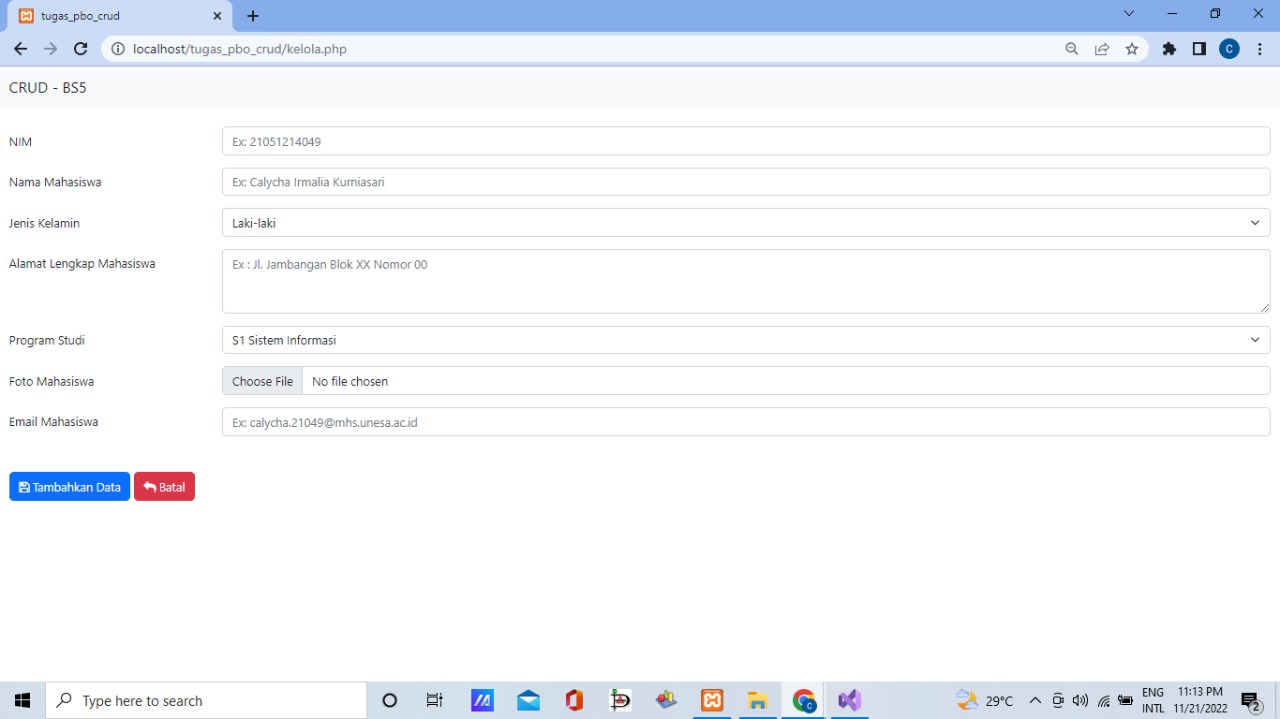 tugas_pbo_crud
localhost/tugas_pbo_crud/kelola.php
C
CRUD - BS5
NIM
Ex: 21051214049
Nama Mahasiswa
Ex: Calycha Irmalia Kurniasari
Jenis Kelamin
Laki-laki
Alamat Lengkap Mahasiswa
Ex : Jl. Jambangan Blok XX Nomor 00
Program Studi
S1 Sistem Informasi
Foto Mahasiswa
Choose File No file chosen
Email Mahasiswa
Ex: calycha.21049@mhs.unesa.ac.id
Tambahkan Data Batal
Type here to search
29°C
ENG 11:13 PM
INTL 11/21/2022
2